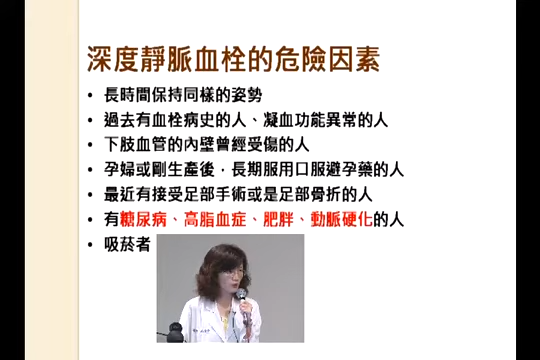 深度靜脈血栓的危險因素
• 長時間保持同樣的姿勢
• 過去有血栓病史的人、凝血功能異常的人
• 下肢血管的內壁曾經受傷的人
• 孕婦或剛生產後，長期服用口服避孕藥的人
• 最近有接受足部手術或是足部骨折的人
• 有糖尿病、高脂血症、肥胖、動脈硬化的人
• 吸菸者